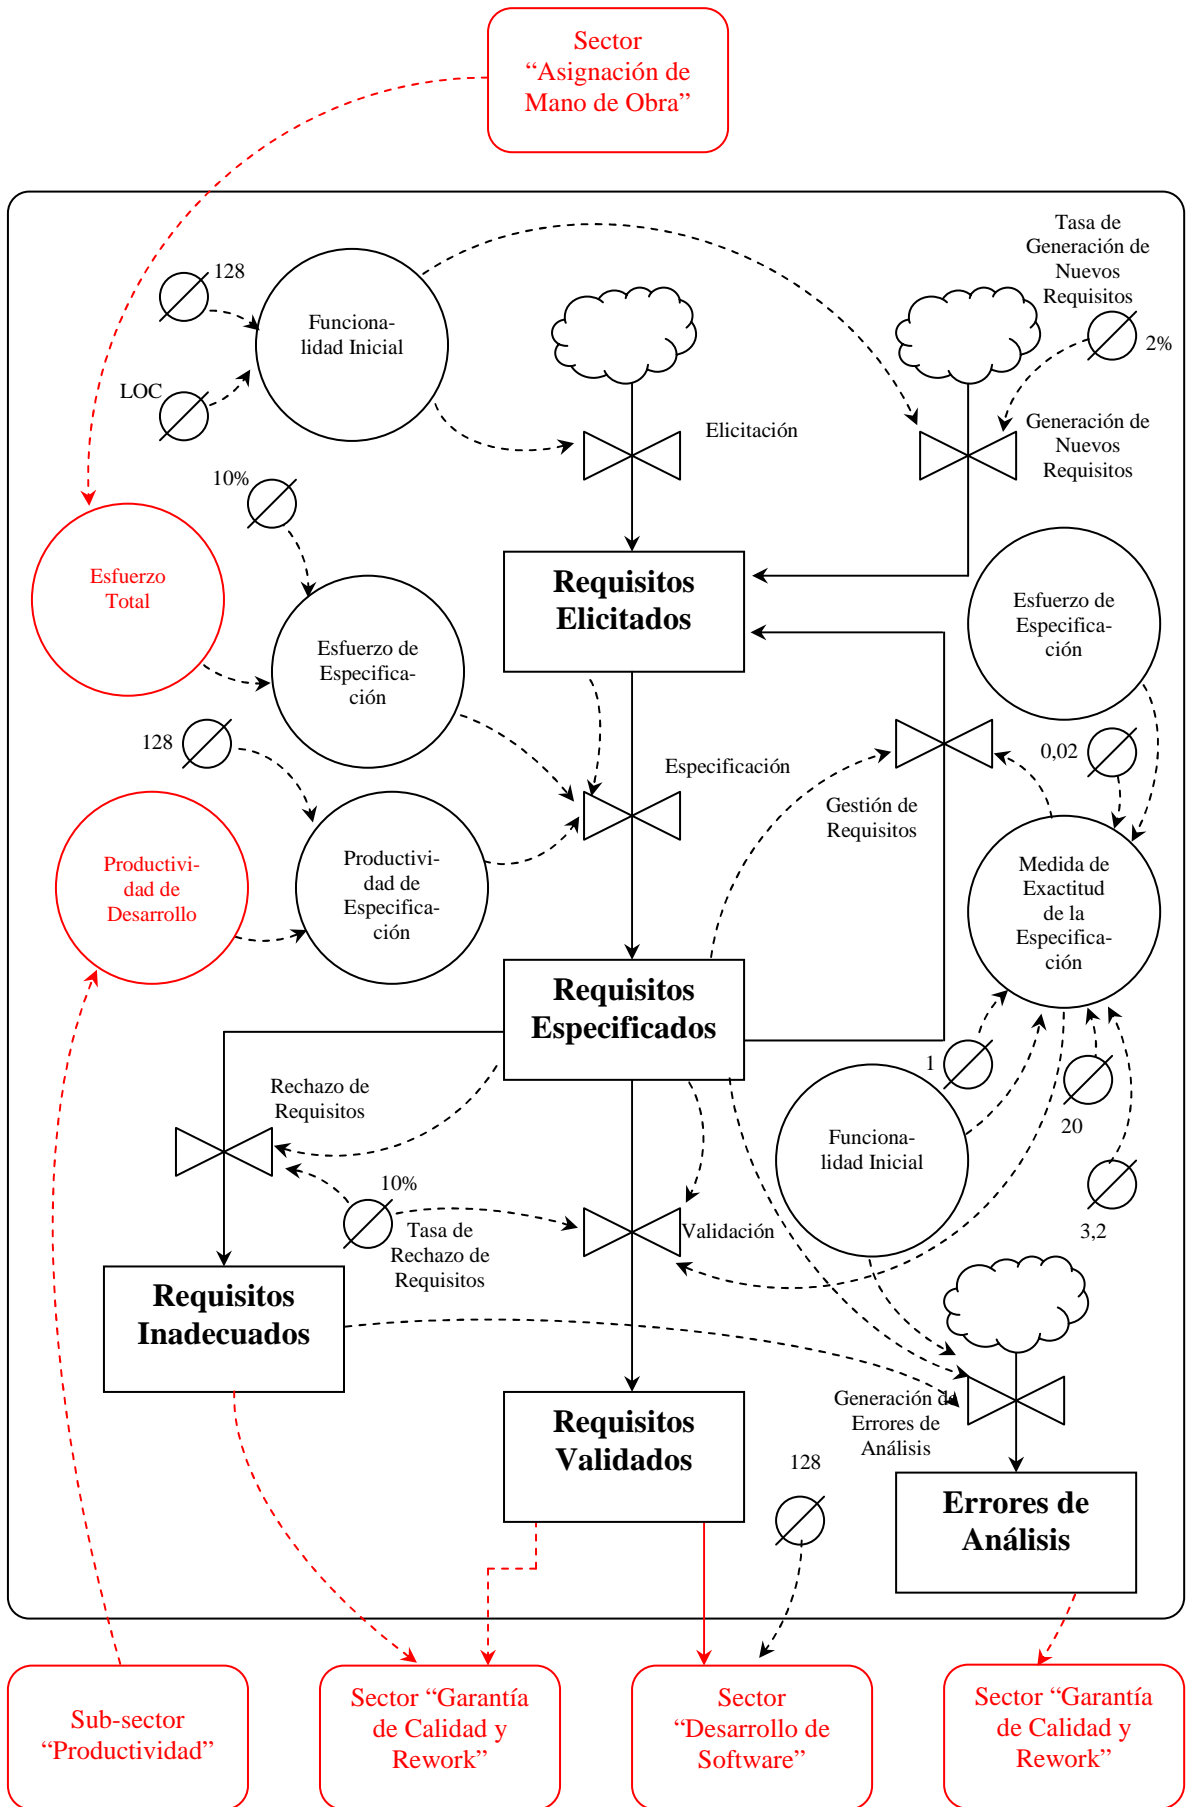 Sector
“Asignación de
Mano de Obra”
Tasa de
Generación de
Nuevos
Requisitos
128
Funciona-
lidad Inicial
2%
LOC
Elicitación
Generación de
Nuevos
Requisitos
10%
Esfuerzo
Total
Requisitos
Elicitados
Esfuerzo de
Especifica-
ción
Esfuerzo de
Especifica-
ción
128
Especificación
0,02
Gestión de
Requisitos
Productivi-
dad de
Desarrollo
Productivi-
dad de
Especifica-
ción
Medida de
Exactitud
de la
Especifica-
ción
Requisitos
Especificados
1
Rechazo de
Requisitos
20
Funciona-
lidad Inicial
10%
Tasa de
Rechazo de
Requisitos
Validación
3,2
Requisitos
Inadecuados
Generación de
Errores de
Análisis
Requisitos
Validados
128
Errores de
Análisis
Sub-sector
“Productividad”
Sector “Garantía
de Calidad y
Rework”
Sector
“Desarrollo de
Software”
Sector “Garantía
de Calidad y
Rework”